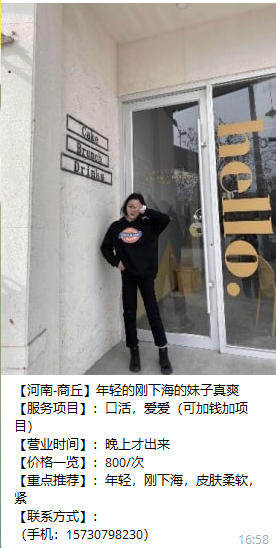 Cake
Brunch
Drinks
hello.
【河南-商丘】年轻的刚下海的妹子真爽
【服务项目】：口活，爱爱（可加钱加项
目）
【营业时间】：晚上才出来
【价格一览】：800/次
【重点推荐】：年轻，刚下海，皮肤柔软，
紧
【联系方式】：
（手机：15730798230）
16:58